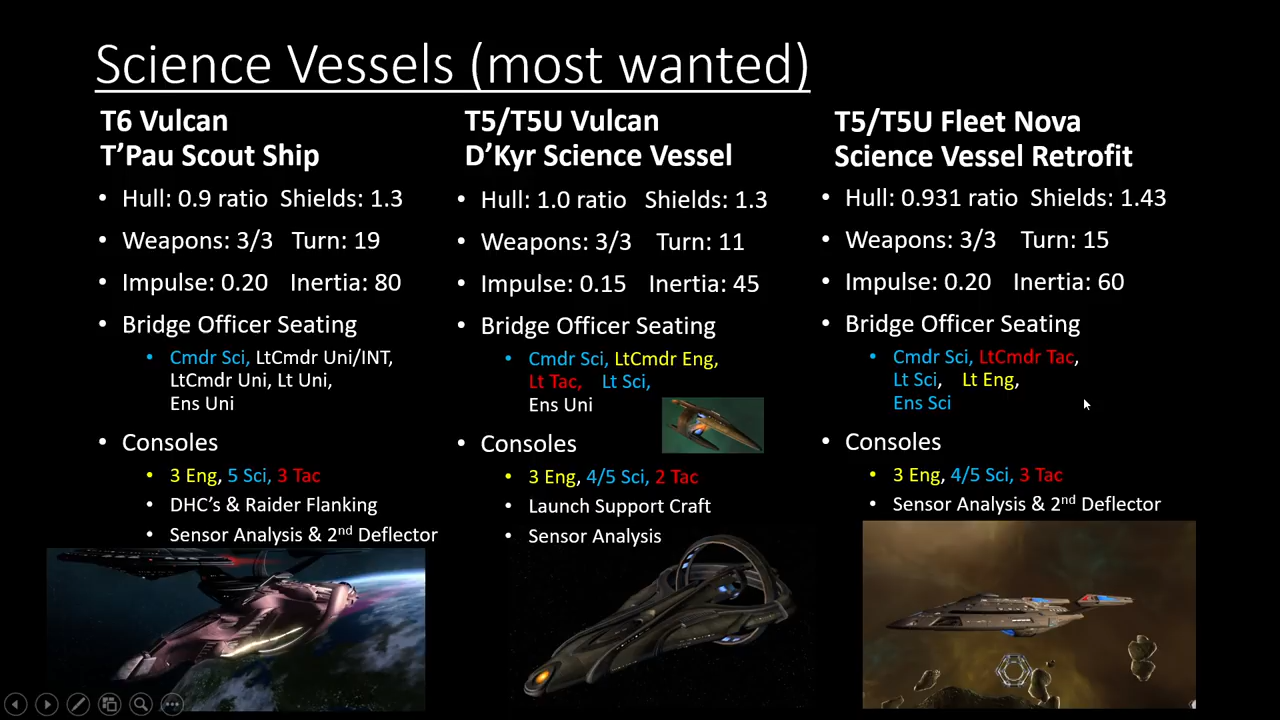 Science Vessels (most wanted)
T6 Vulcan
T'Pau Scout Ship
• Hull: 0.9 ratio Shields: 1.3
• Weapons: 3/3 Turn: 19
• Impulse: 0.20 Inertia: 80
• Bridge Officer Seating
• Cmdr Sci, LtCmdr Uni/INT,
LtCmdr Uni, Lt Uni,
Ens Uni
• Consoles
• 3 Eng, 5 Sci, 3 Tac
• DHC's & Raider Flanking
• Sensor Analysis & 2nd Deflector
T5/T5U Vulcan
D'Kyr Science Vessel
• Hull: 1.0 ratio Shields: 1.3
• Weapons: 3/3 Turn: 11
• Impulse: 0.15 Inertia: 45
• Bridge Officer Seating
• Cmdr Sci, LtCmdr Eng,
Lt Tac, Lt Sci,
Ens Uni
• Consoles
• 3 Eng, 4/5 Sci, 2 Tac
• Launch Support Craft
• Sensor Analysis
T5/T5U Fleet Nova
Science Vessel Retrofit
• Hull: 0.931 ratio Shields: 1.43
• Weapons: 3/3 Turn: 15
• Impulse: 0.20 Inertia: 60
• Bridge Officer Seating
• Cmdr Sci, LtCmdr Tac,
Lt Sci, Lt Eng,
Ens Sci
• Consoles
• 3 Eng, 4/5 Sci, 3 Tac
• Sensor Analysis & 2nd Deflector